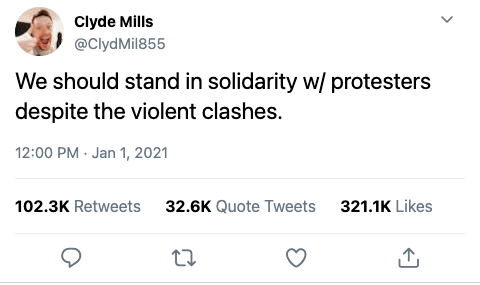 Clyde Mills
@ClydMil855
We should stand in solidarity w/ protesters
despite the violent clashes.
12:00 PM · Jan 1, 2021
102.3K Retweets 32.6K Quote Tweets 321.1K Likes